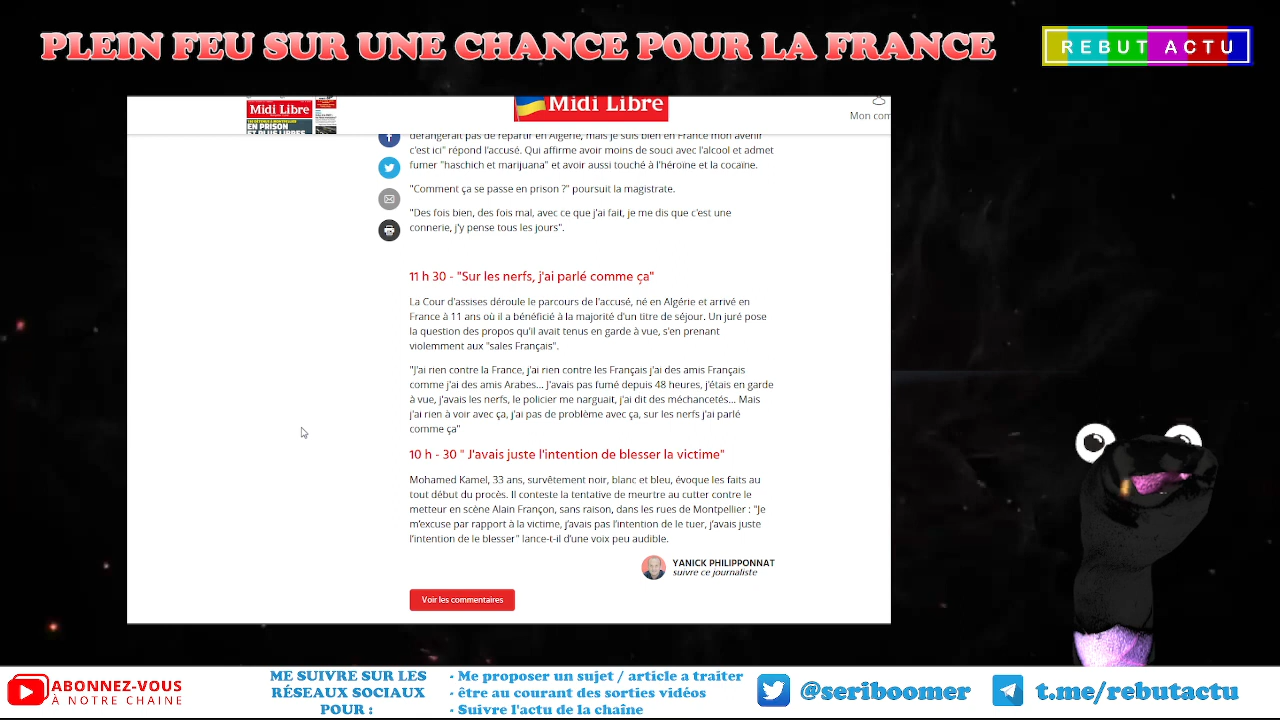 PLEIN FEU SUR UNE CHANCE POUR LA FRANCE
REBUT ACTU
Midi Libre
EN PRISON
Midi Libre
Mon com
dérangerait pas de repartir en Algérie, mais je suis bien en France mon avenir
c'est ici" répond l'accusé. Qui affirme avoir moins de souci avec l'alcool et admet
fumer "haschich et marijuana" et avoir aussi touché à l'héroïne et la cocaïne.
"Comment ça se passe en prison ?" poursuit la magistrate.
"Des fois bien, des fois mal, avec ce que j'ai fait, je me dis que c'est une
connerie, j'y pense tous les jours".
11 h 30 - "Sur les nerfs, j'ai parlé comme ça"
La Cour d'assises déroule le parcours de l'accusé, né en Algérie et arrivé en
France à 11 ans où il a bénéficié à la majorité d'un titre de séjour. Un juré pose
la question des propos qu'il avait tenus en garde à vue, s'en prenant
violemment aux "sales Français".
"J'ai rien contre la France, j'ai rien contre les Français j'ai des amis Français
comme j'ai des amis Arabes... J'avais pas fumé depuis 48 heures, j'étais en garde
à vue, j'avais les nerfs, le policier me narguait, j'ai dit des méchancetés... Mais
j'ai rien à voir avec ça, j'ai pas de problème avec ça, sur les nerfs j'ai parlé
comme ça"
10 h - 30 " J'avais juste l'intention de blesser la victime"
Mohamed Kamel, 33 ans, survêtement noir, blanc et bleu, évoque les faits au
tout début du procès. Il conteste la tentative de meurtre au cutter contre le
metteur en scène Alain Françon, sans raison, dans les rues de Montpellier : "Je
m'excuse par rapport à la victime, j'avais pas l'intention de le tuer, j'avais juste
l'intention de le blesser" lance-t-il d'une voix peu audible.
YANICK PHILIPPONNAT
suivre ce journaliste
Voir les commentaires
ABONNEZ-VOUS
À NOTRE CHAINE
ME SUIVRE SUR LES
RÉSEAUX SOCIAUX
POUR :
- Me proposer un sujet / article a traiter
- être au courant des sorties vidéos
- Suivre l'actu de la chaîne
@seriboomer
t.me/rebutactu